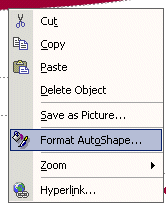 Cut
Copy
Paste
Delete Object
Save as Picture...
Format AutoShape...
Zoom
Hyperlink...